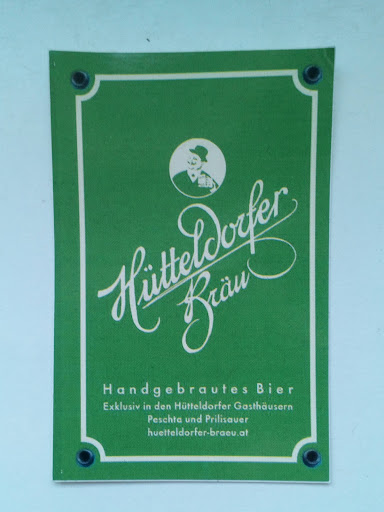 Hütteldorfer
Bräu
Handgebrautes Bier
Exklusiv in den Hütteldorfer Gasthäusern
Peschta und Prilisauer
huetteldorfer-braeu.at